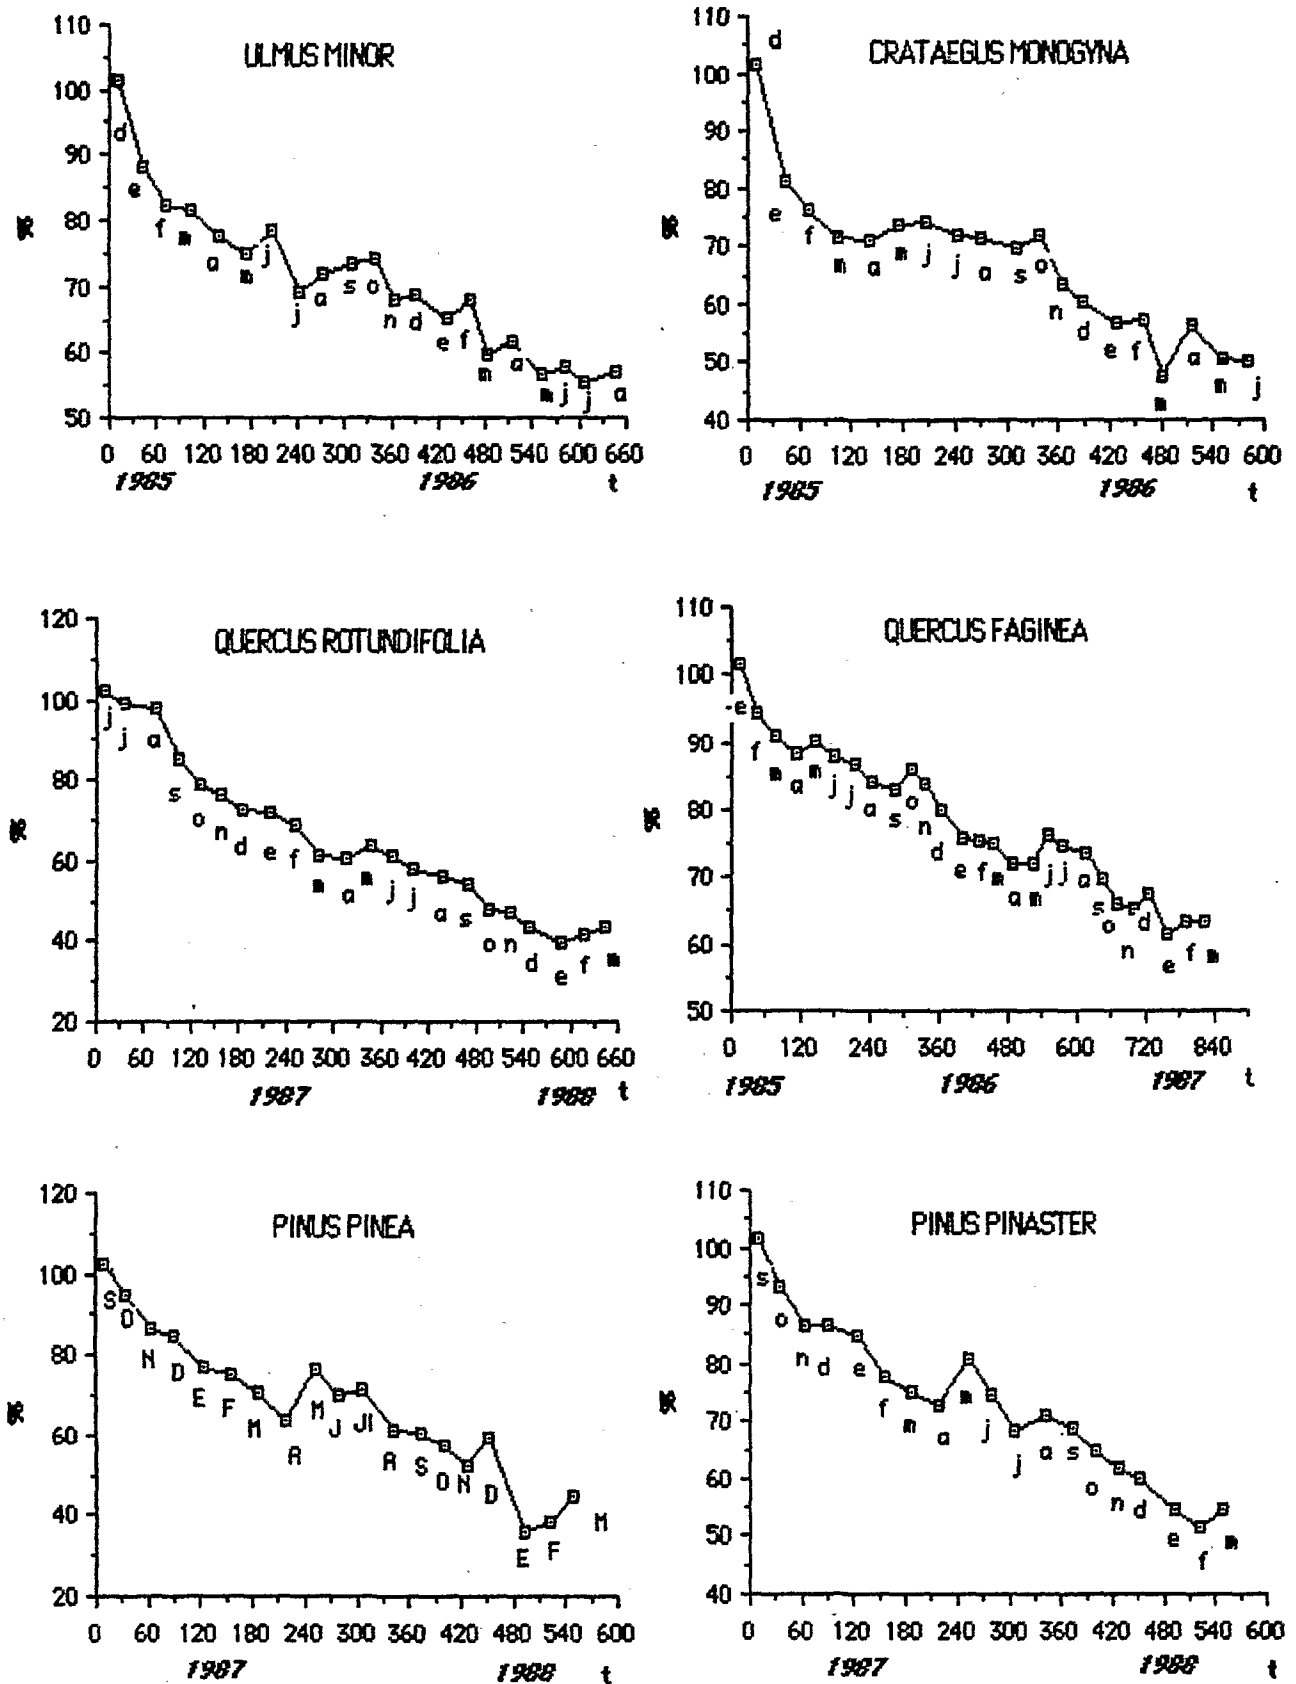 ULMUS MINOR
110
100
90
80
70
60
50
%
d
e
f
m
a
m
j
j
a
s
o
n
d
e
f
m
a
m
j
j
a
0 60 120 180 240 300 360 420 480 540 600 660
1985 1986 t
CRATAEGUS MONOGYNA
110
100
90
80
70
60
50
40
%
d
e
f
m
a
m
j
j
a
s
o
n
d
e
f
m
a
m
j
0 60 120 180 240 300 360 420 480 540 600
1985 1986 t
QUERCUS ROTUNDIFOLIA
120
100
80
60
40
20
%
j
j
a
s
o
n
d
e
f
m
a
m
j
j
a
s
o
n
d
e
f
m
0 60 120 180 240 300 360 420 480 540 600 660
1987 1988 t
QUERCUS FAGINEA
110
100
90
80
70
60
50
%
e
f
m
a
m
j
j
a
s
o
n
d
e
f
m
a
m
j
j
a
s
o
n
d
e
f
m
0 120 240 360 480 600 720 840
1985 1986 1987 t
PINUS PINEA
120
100
80
60
40
20
%
S
O
N
D
E
F
M
A
M
J
Jl
A
S
O
N
D
E
F
M
0 60 120 180 240 300 360 420 480 540 600
1987 1988 t
PINUS PINASTER
110
100
90
80
70
60
50
40
%
s
o
n
d
e
f
m
a
m
j
j
a
s
o
n
d
e
f
m
0 60 120 180 240 300 360 420 480 540 600
1987 1988 t